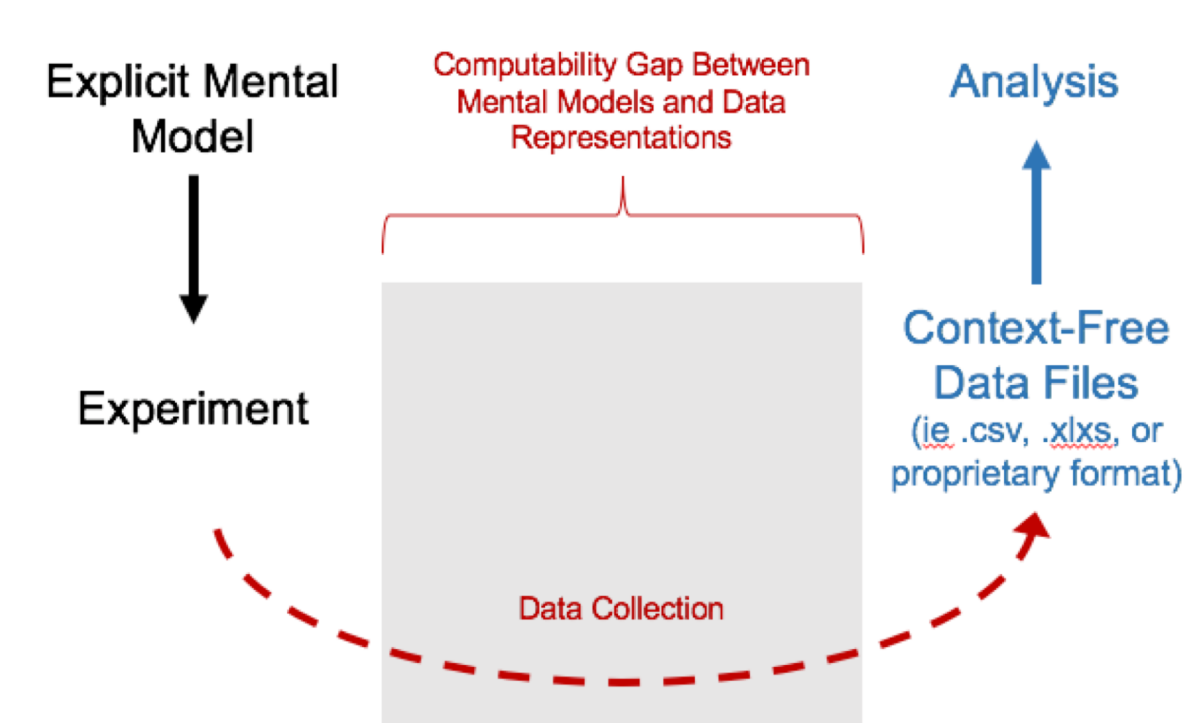 Explicit Mental
Model
Experiment
Computability Gap Between
Mental Models and Data
Representations
Data Collection
Analysis
Context-Free
Data Files
(ie .csv, .xlxs, or
proprietary format)